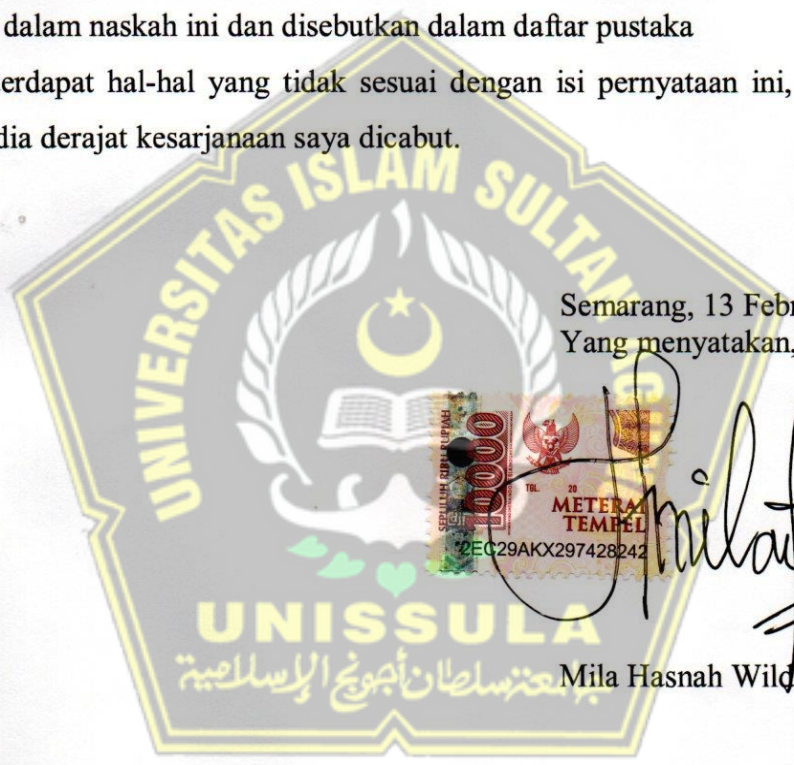 dalam naskah ini dan disebutkan dalam daftar pustaka
erdapat hal-hal yang tidak sesuai dengan isi pernyataan ini,
dia derajat kesarjanaan saya dicabut.
UNIVERSITAS ISLAM SULTAN AGUNG
Semarang, 13 Febr
Yang menyatakan,
SEPULUH RIBU RUPIAH
10000
TGL. 20
METERAI
TEMPEL
2EC29AKX297428242
UNISSULA
جامعة سلطان أجونج الإسلامية
Mila Hasnah Wild